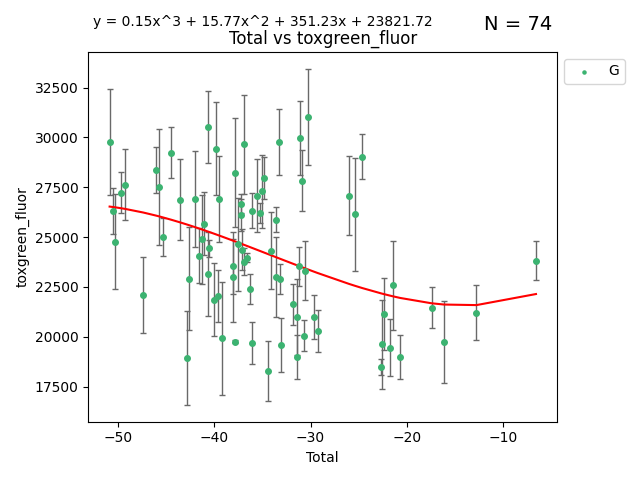 y = 0.15x^3 + 15.77x^2 + 351.23x + 23821.72
N = 74
Total vs toxgreen_fluor
G
32500
30000
27500
25000
22500
20000
17500
toxgreen_fluor
−50
−40
−30
−20
−10
Total